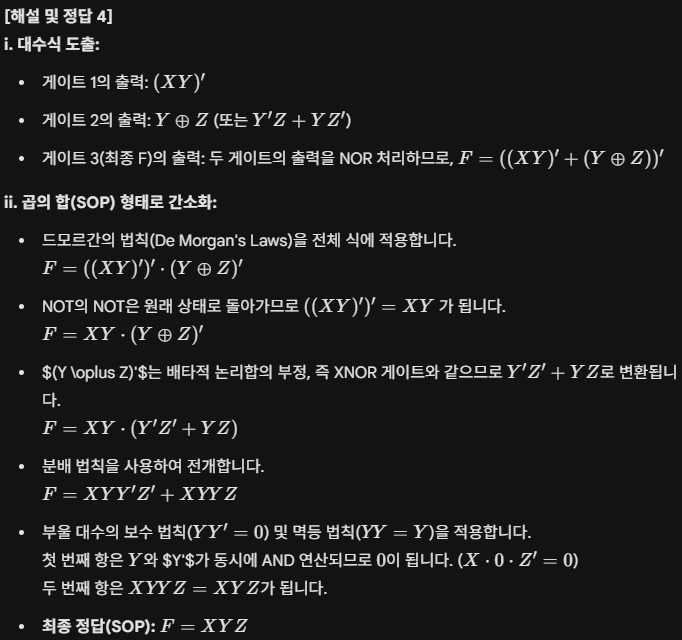 [해설 및 정답 4]
i. 대수식 도출:
• 게이트 1의 출력: (XY)′
• 게이트 2의 출력: Y ⊕ Z (또는 Y′Z + YZ′)
• 게이트 3(최종 F)의 출력: 두 게이트의 출력을 NOR 처리하므로, F = ((XY)′ + (Y ⊕ Z))′
ii. 곱의 합(SOP) 형태로 간소화:
• 드모르간의 법칙(De Morgan's Laws)을 전체 식에 적용합니다.
F = ((XY)′)′ · (Y ⊕ Z)′
• NOT의 NOT은 원래 상태로 돌아가므로 ((XY)′)′ = XY 가 됩니다.
F = XY · (Y ⊕ Z)′
• $(Y \oplus Z)'$는 배타적 논리합의 부정, 즉 XNOR 게이트와 같으므로 Y′Z′ + YZ로 변환됩니
다.
F = XY · (Y′Z′ + YZ)
• 분배 법칙을 사용하여 전개합니다.
F = XYY′Z′ + XYYZ
• 부울 대수의 보수 법칙(YY′ = 0) 및 멱등 법칙(YY = Y)을 적용합니다.
첫 번째 항은 Y와 $Y'$가 동시에 AND 연산되므로 0이 됩니다. (X · 0 · Z′ = 0)
두 번째 항은 XYYZ = XYZ가 됩니다.
• 최종 정답(SOP): F = XYZ